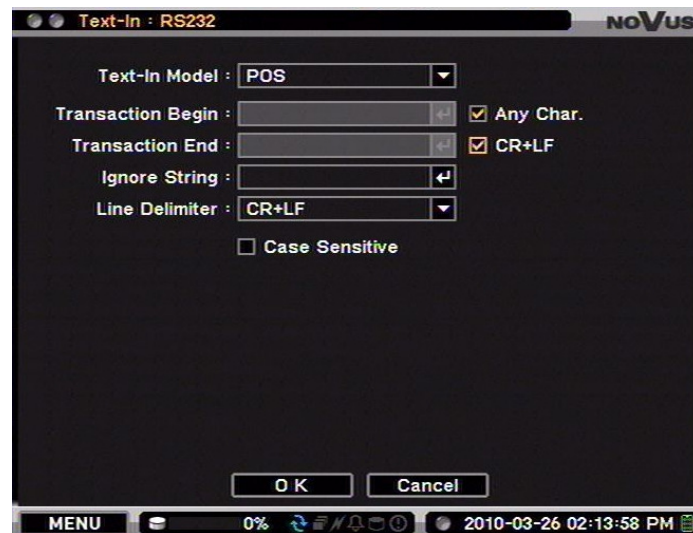 Text-In : RS232
NOVUS
Text-In Model : POS
Transaction Begin : Any Char.
Transaction End : CR+LF
Ignore String :
Line Delimiter : CR+LF
Case Sensitive
OK Cancel
MENU 0% 2010-03-26 02:13:58 PM